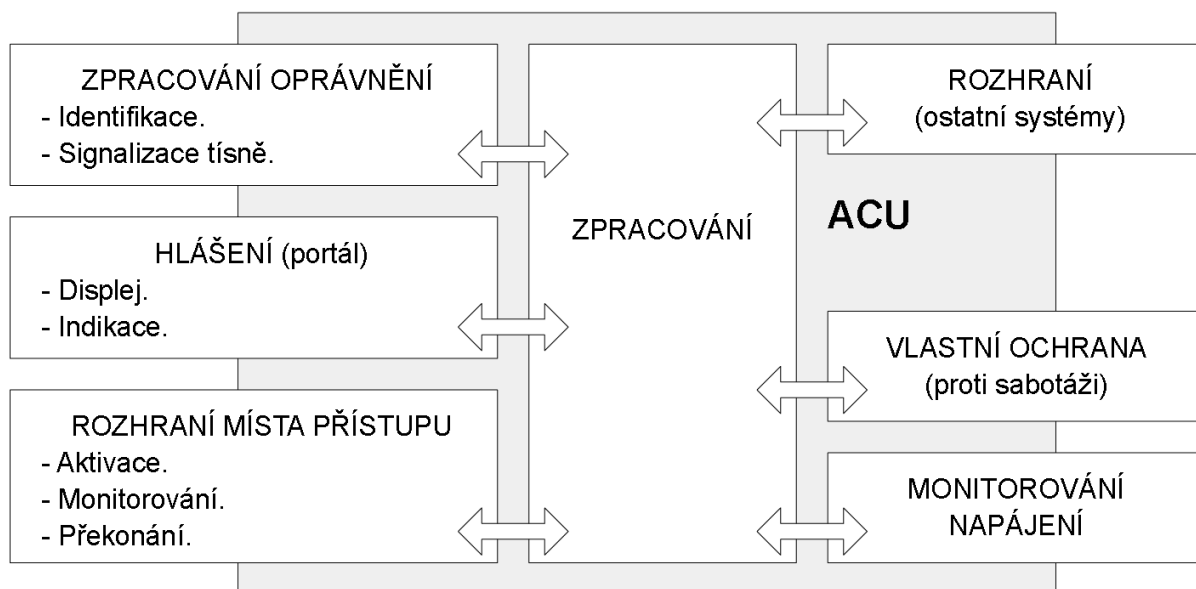 ZPRACOVÁNÍ OPRÁVNĚNÍ
- Identifikace.
- Signalizace tísně.
HLÁŠENÍ (portál)
- Displej.
- Indikace.
ROZHRANÍ MÍSTA PŘÍSTUPU
- Aktivace.
- Monitorování.
- Překonání.
ZPRACOVÁNÍ
ROZHRANÍ
(ostatní systémy)
ACU
VLASTNÍ OCHRANA
(proti sabotáži)
MONITOROVÁNÍ
NAPÁJENÍ